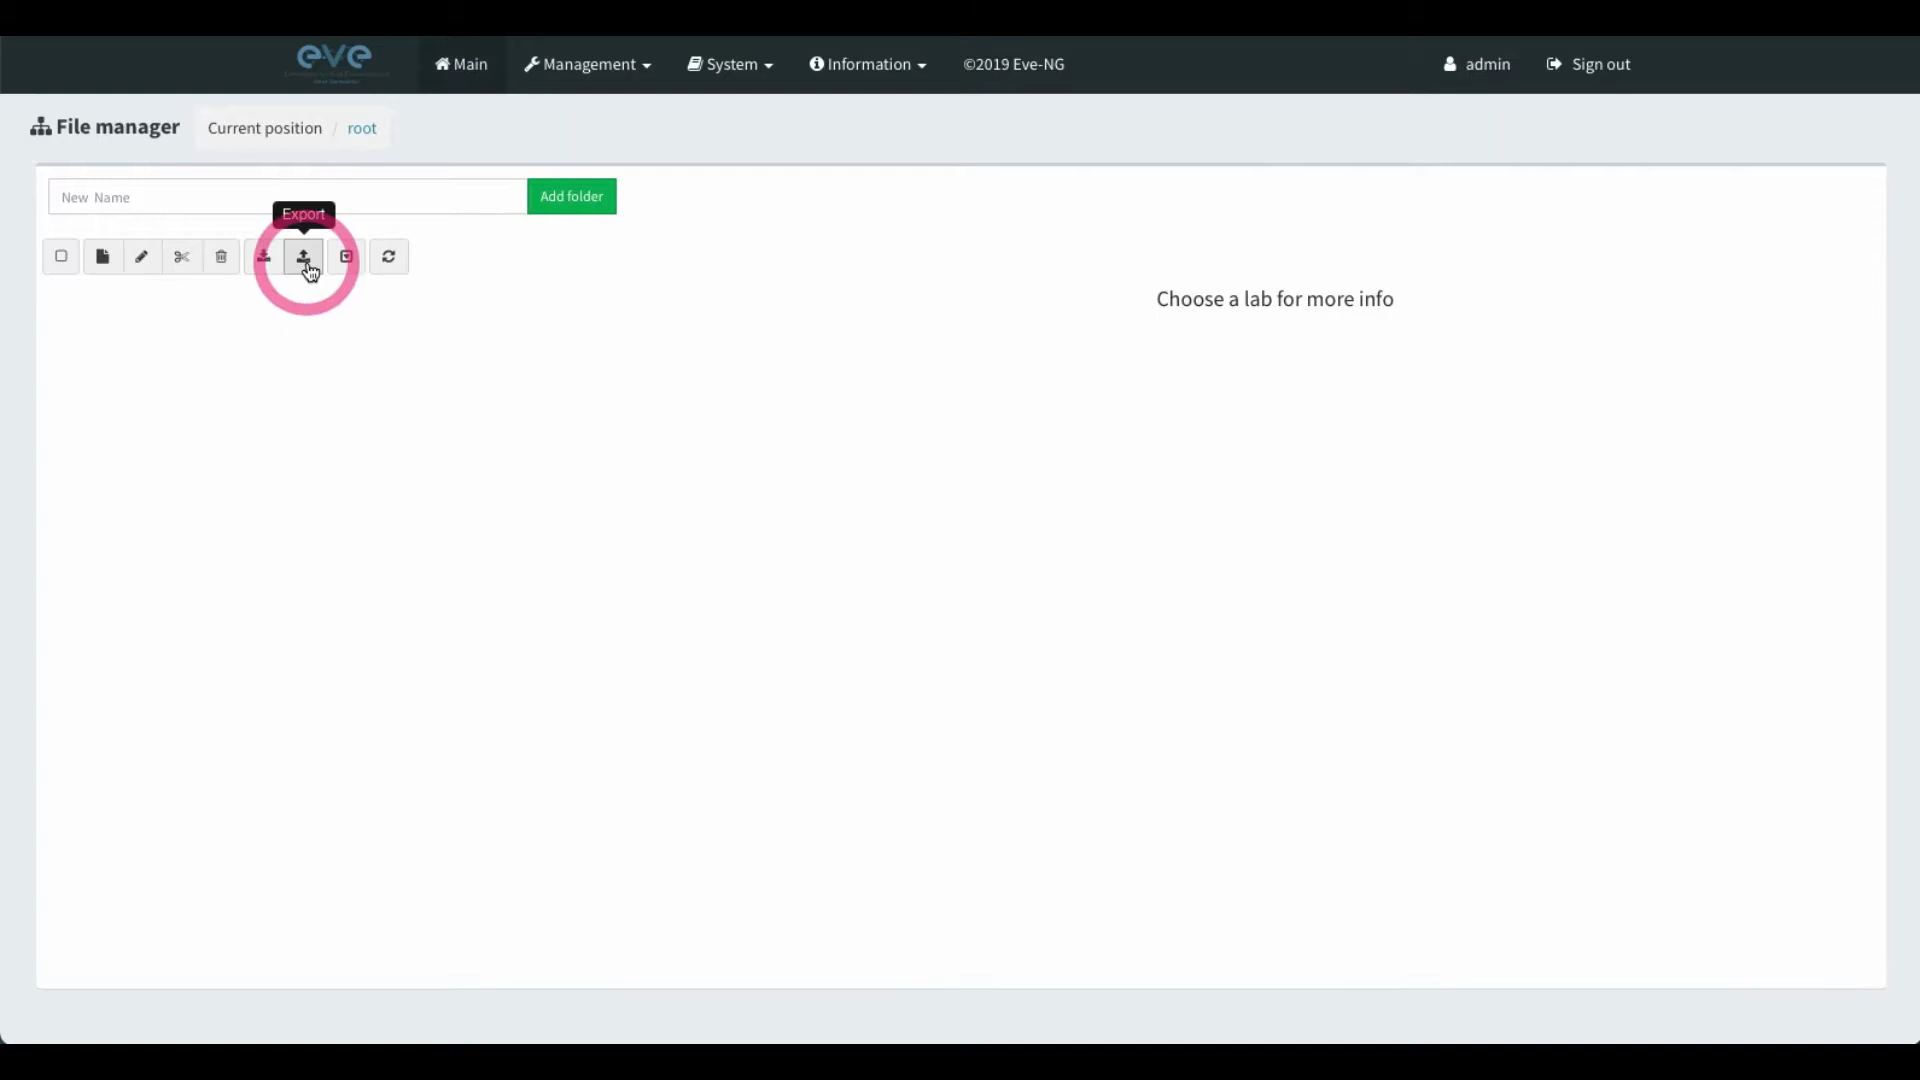 eve
Main
Management
System
Information
©2019 Eve-NG
admin
Sign out
File manager
Current position / root
New Name
Add folder
Export
Choose a lab for more info